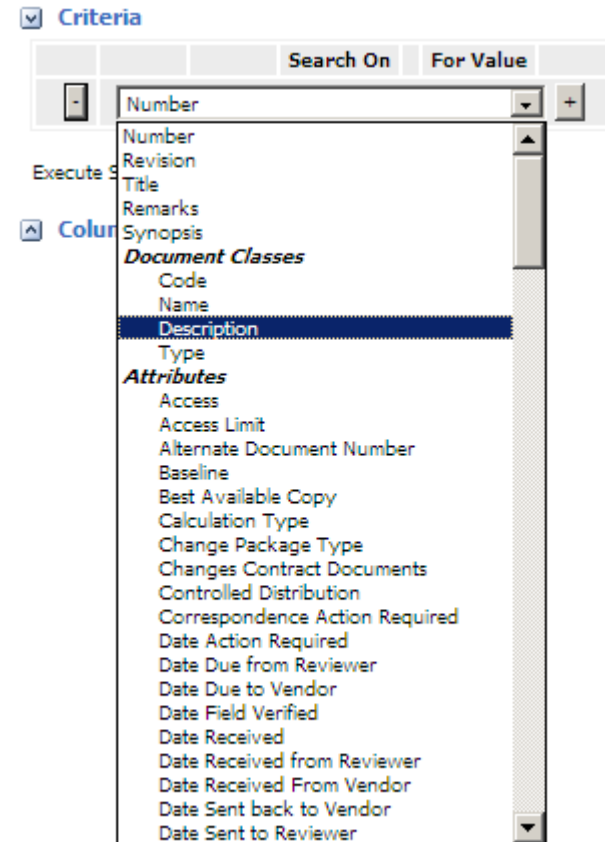 Criteria
Search On For Value
- Number +
Number
Revision
Execute S
Title
Remarks
Synopsis
Colu
Document Classes
Code
Name
Description
Type
Attributes
Access
Access Limit
Alternate Document Number
Baseline
Best Available Copy
Calculation Type
Change Package Type
Changes Contract Documents
Controlled Distribution
Correspondence Action Required
Date Action Required
Date Due from Reviewer
Date Due to Vendor
Date Field Verified
Date Received
Date Received from Reviewer
Date Received From Vendor
Date Sent back to Vendor
Date Sent to Reviewer